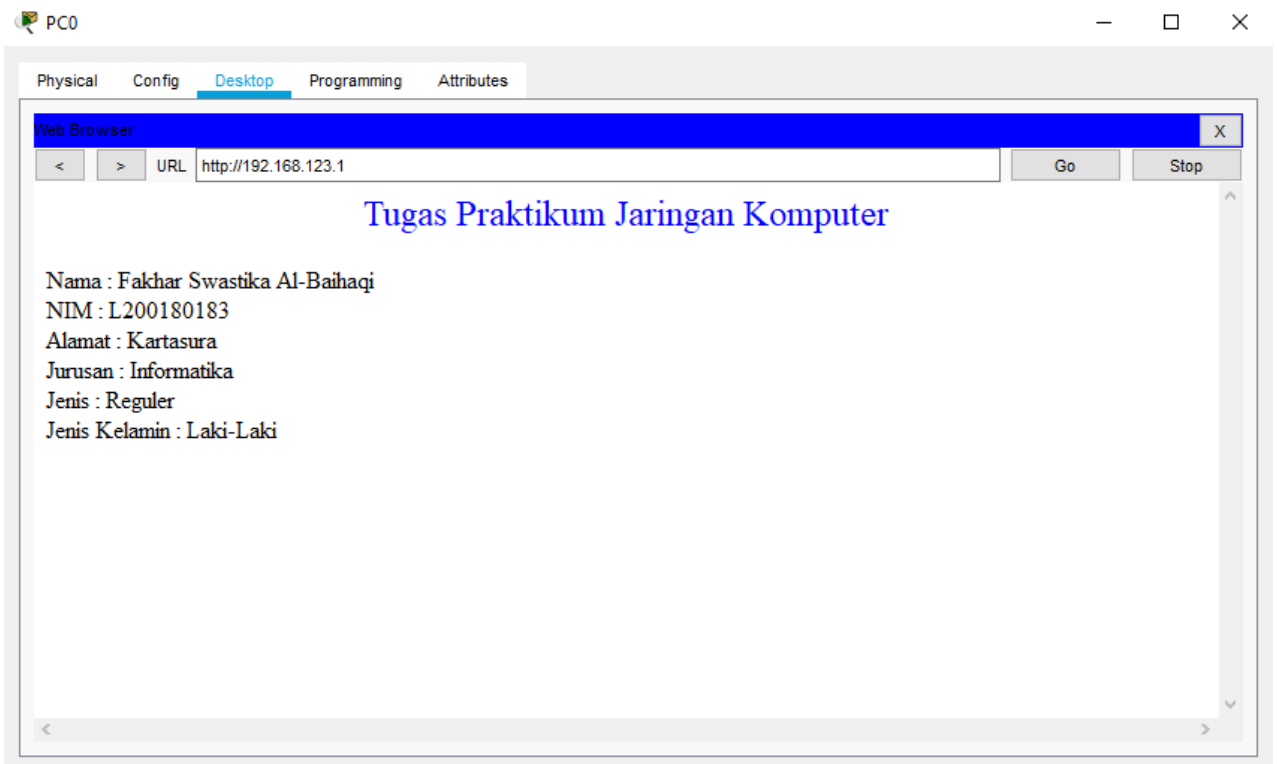 PC0
Physical Config Desktop Programming Attributes
Web Browser X
< > URL http://192.168.123.1 Go Stop
Tugas Praktikum Jaringan Komputer
Nama : Fakhar Swastika Al-Baihaqi
NIM : L200180183
Alamat : Kartasura
Jurusan : Informatika
Jenis : Reguler
Jenis Kelamin : Laki-Laki